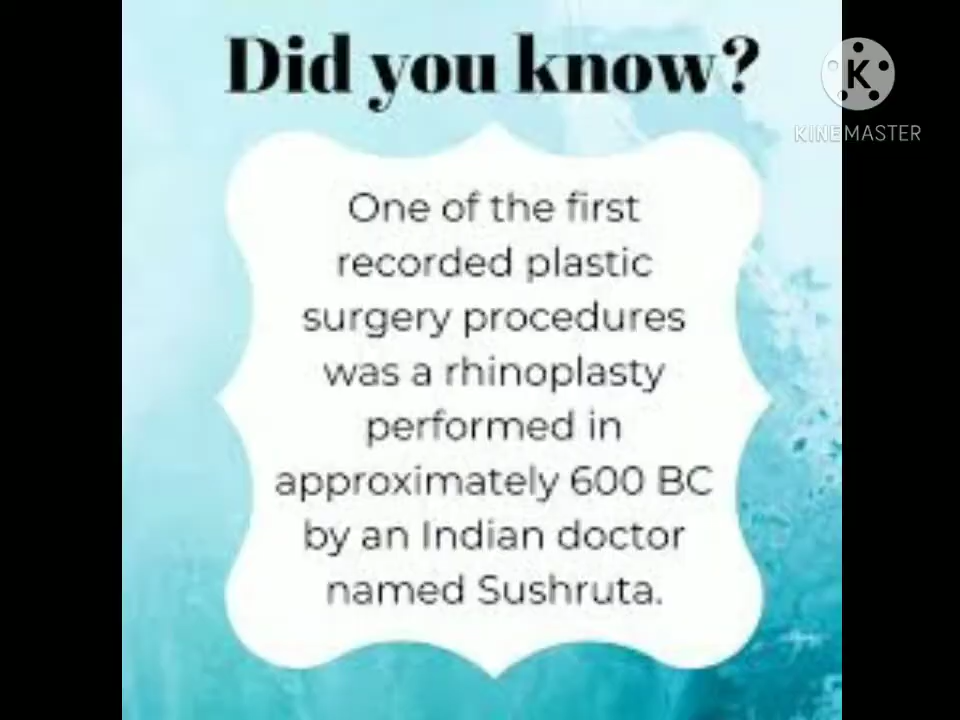 Did you know?
K
KINEMASTER
One of the first
recorded plastic
surgery procedures
was a rhinoplasty
performed in
approximately 600 BC
by an Indian doctor
named Sushruta.